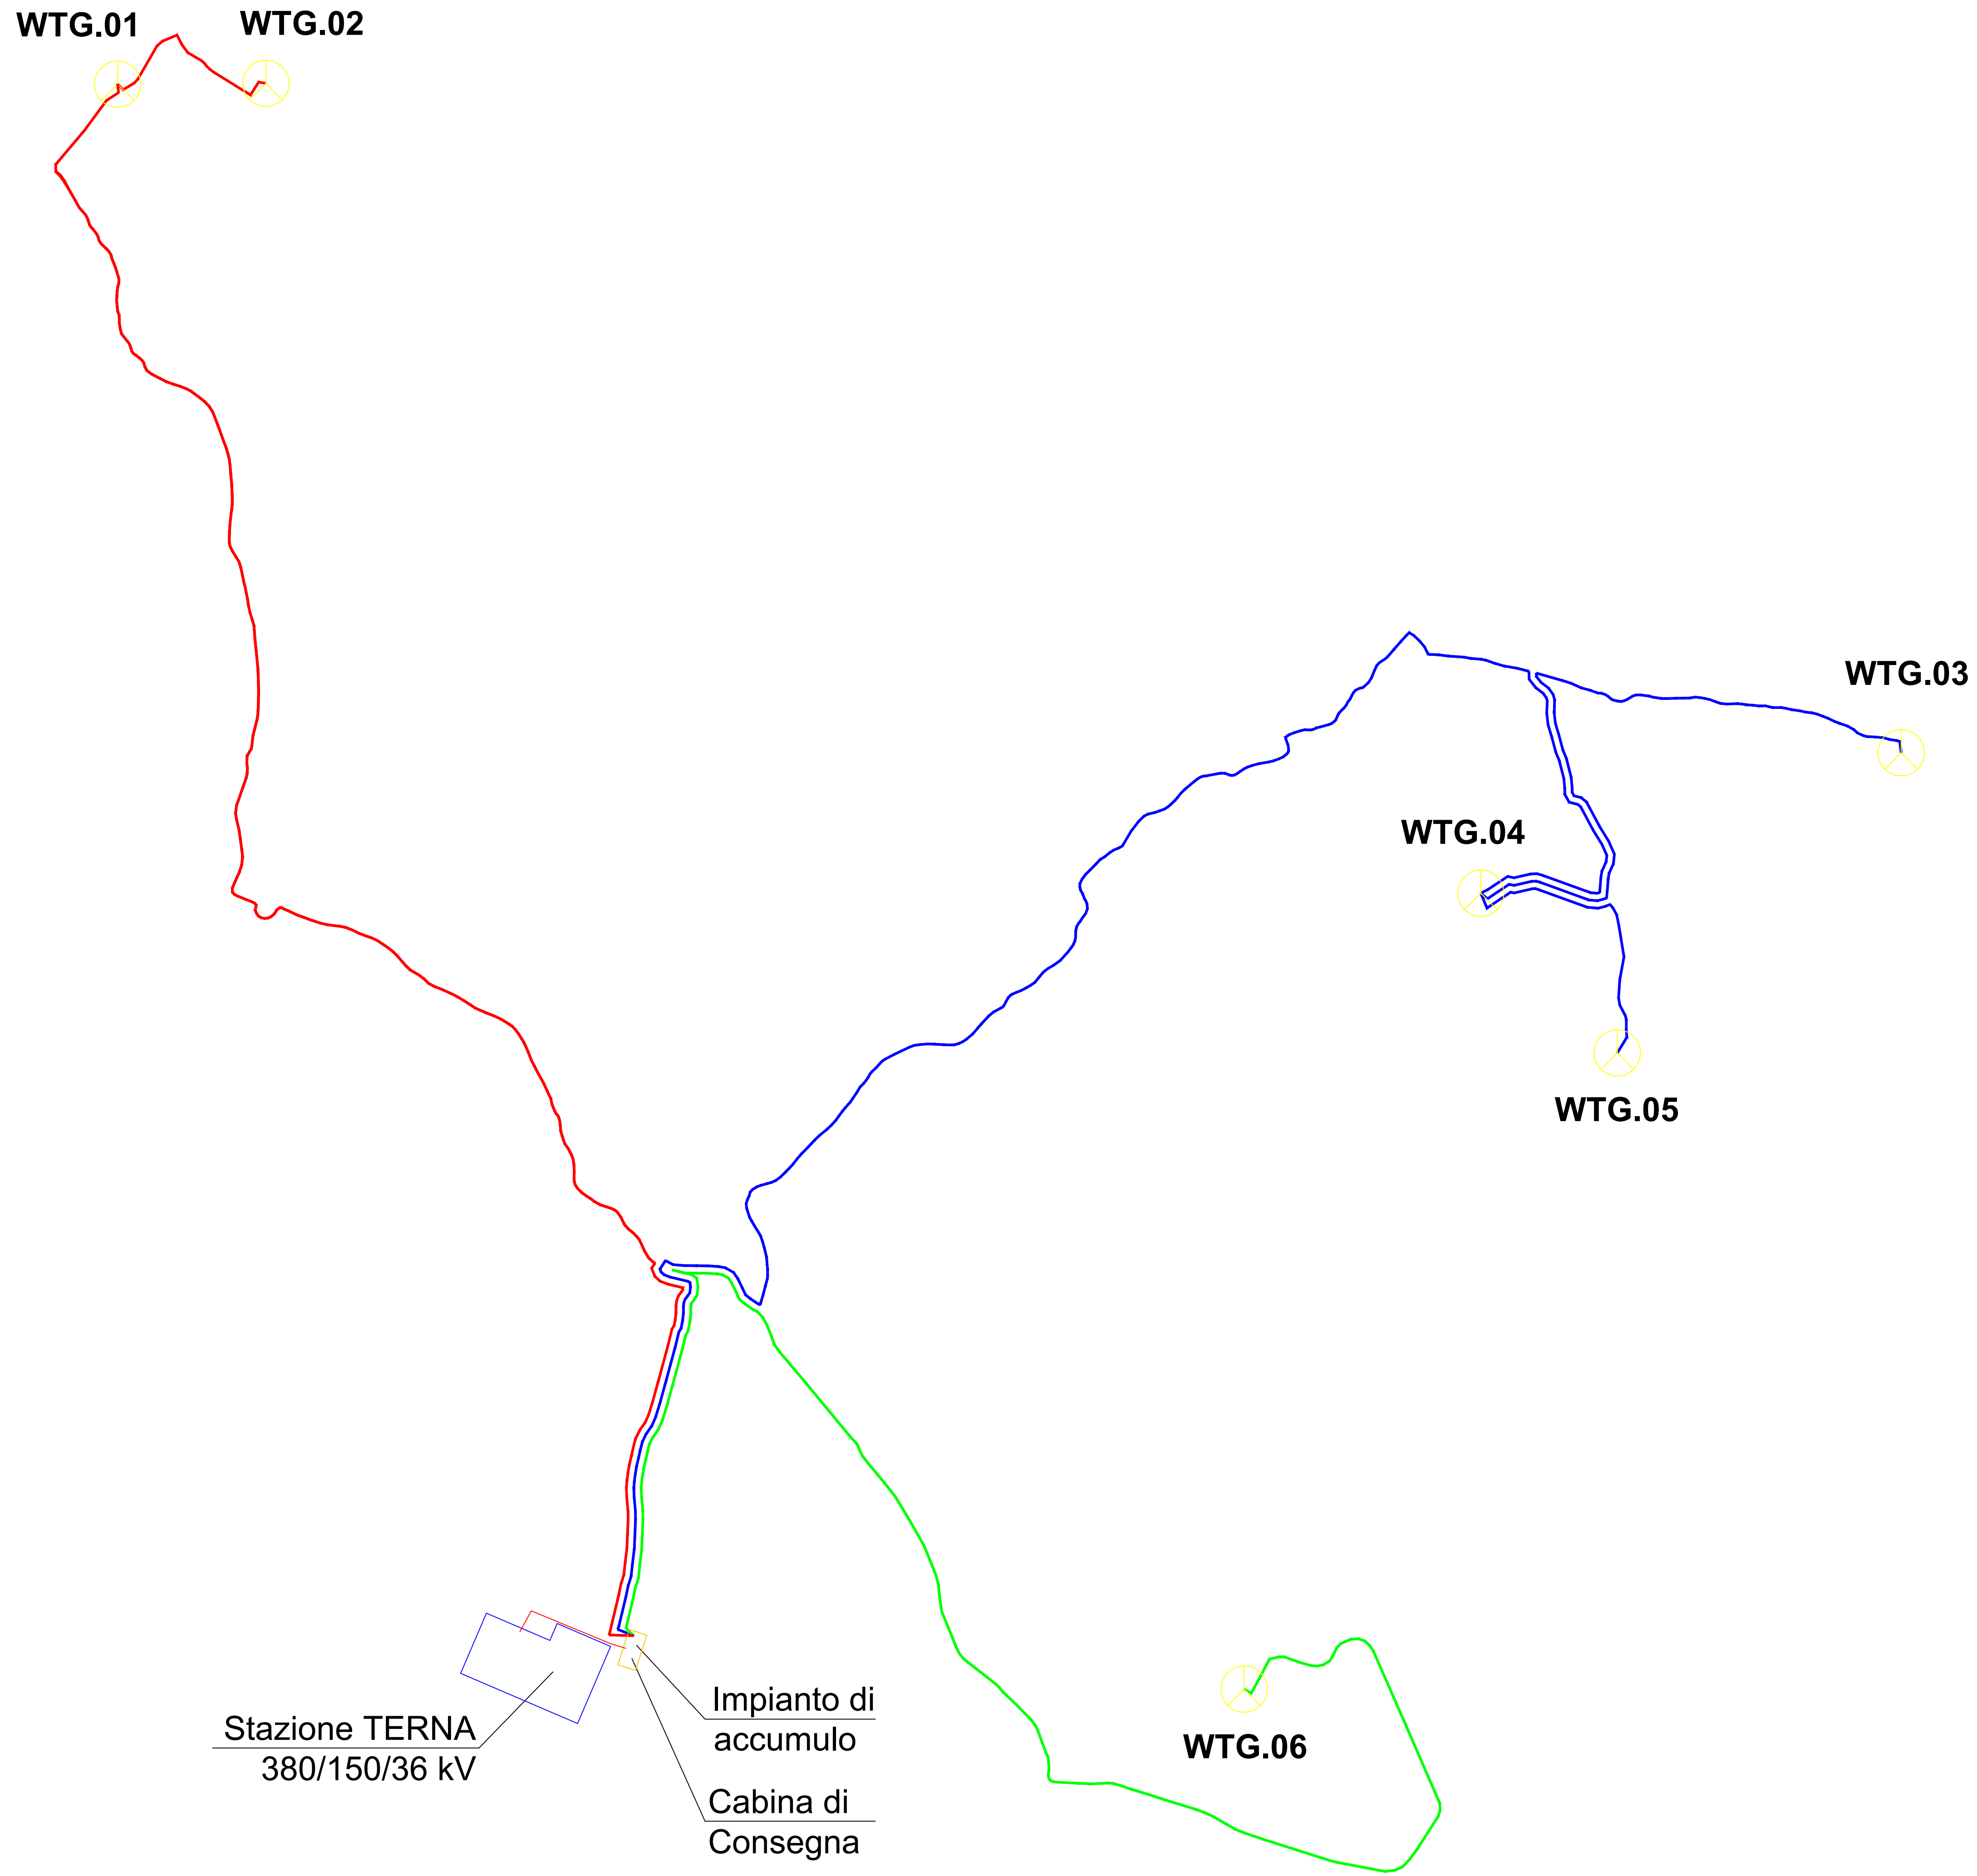 WTG.01
WTG.02
WTG.03
WTG.04
WTG.05
Impianto di
accumulo
Stazione TERNA
380/150/36 kV
WTG.06
Cabina di
Consegna